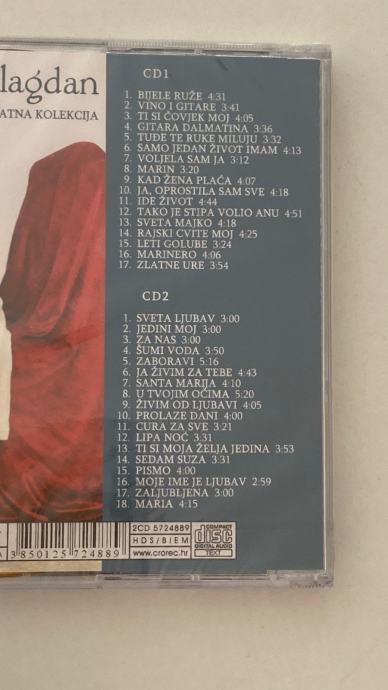 lagdan
ATNA KOLEKCIJA
CD1
1. BIJELE RUŽE 4:31
2. VINO I GITARE 3:41
3. TI SI ČOVJEK MOJ 4:05
4. GITARA DALMATINA 3:36
5. TUĐE TE RUKE MILUJU 3:32
6. SAMO JEDAN ŽIVOT IMAM 4:13
7. VOLJELA SAM JA 3:12
8. MARIN 3:20
9. KAD ŽENA PLAČA 4:07
10. JA, OPROSTILA SAM SVE 4:18
11. IDE ŽIVOT 4:44
12. TAKO JE STIPA VOLIO ANU 4:51
13. SVETA MAJKO 4:18
14. RAJSKI CVITE MOJ 4:25
15. LETI GOLUBE 3:24
16. MARINERO 4:06
17. ZLATNE URE 3:54
CD2
1. SVETA LJUBAV 3:00
2. JEDINI MOJ 3:00
3. ZA NAS 3:00
4. ŠUMI VODA 3:50
5. ZABORAVI 5:16
6. JA ŽIVIM ZA TEBE 4:43
7. SANTA MARIJA 4:10
8. U TVOJIM OČIMA 5:20
9. ŽIVIM OD LJUBAVI 4:05
10. PROLAZE DANI 4:00
11. CURA ZA SVE 3:21
12. LIPA NOĆ 3:31
13. TI SI MOJA ŽELJA JEDINA 3:53
14. SEDAM SUZA 3:31
15. PISMO 4:00
16. MOJE IME JE LJUBAV 2:59
17. ZALJUBLJENA 3:00
18. MARIA 4:15
3 850125 724889
2CD 5724889
HDS/BIEM
www.crorec.hr
COMPACT
disc
DIGITAL AUDIO
TEXT